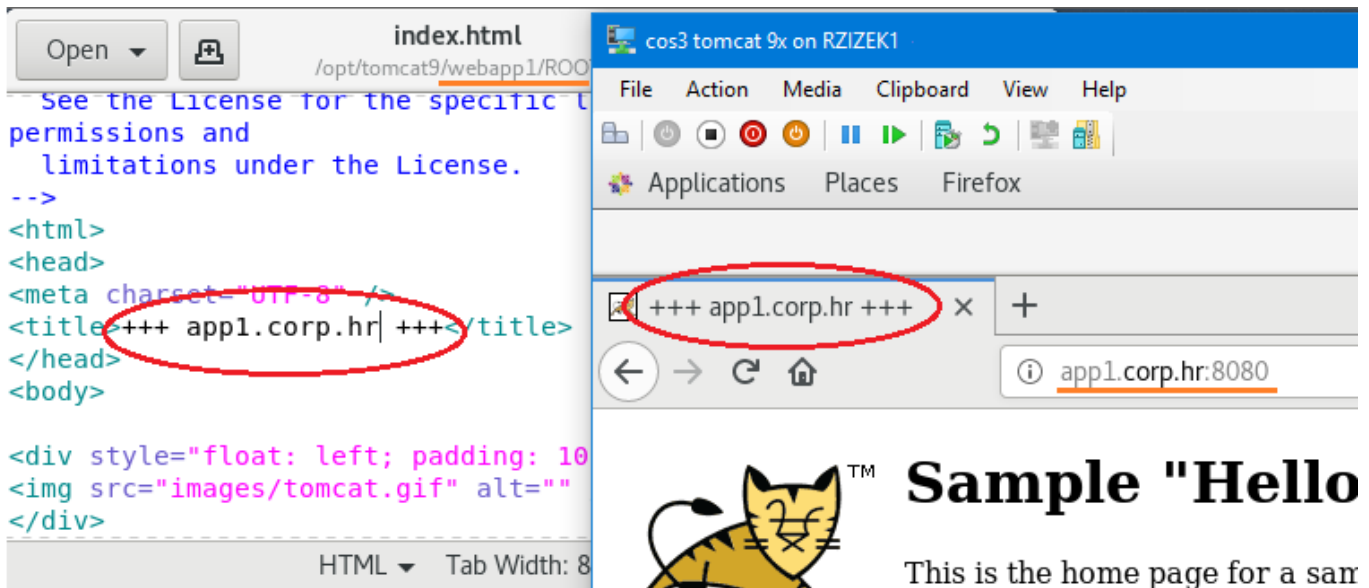 Open
index.html
/opt/tomcat9/webapp1/ROO
See the License for the specific l
permissions and
limitations under the License.
-->
<html>
<head>
<meta charset="UTF-8" />
<title>+++ app1.corp.hr +++</title>
</head>
<body>
<div style="float: left; padding: 10
<img src="images/tomcat.gif" alt=""
</div>
HTML
Tab Width: 8
cos3 tomcat 9x on RZIZEK1
File Action Media Clipboard View Help
Applications Places Firefox
+++ app1.corp.hr +++
app1.corp.hr:8080
TM
Sample "Hello
This is the home page for a sam